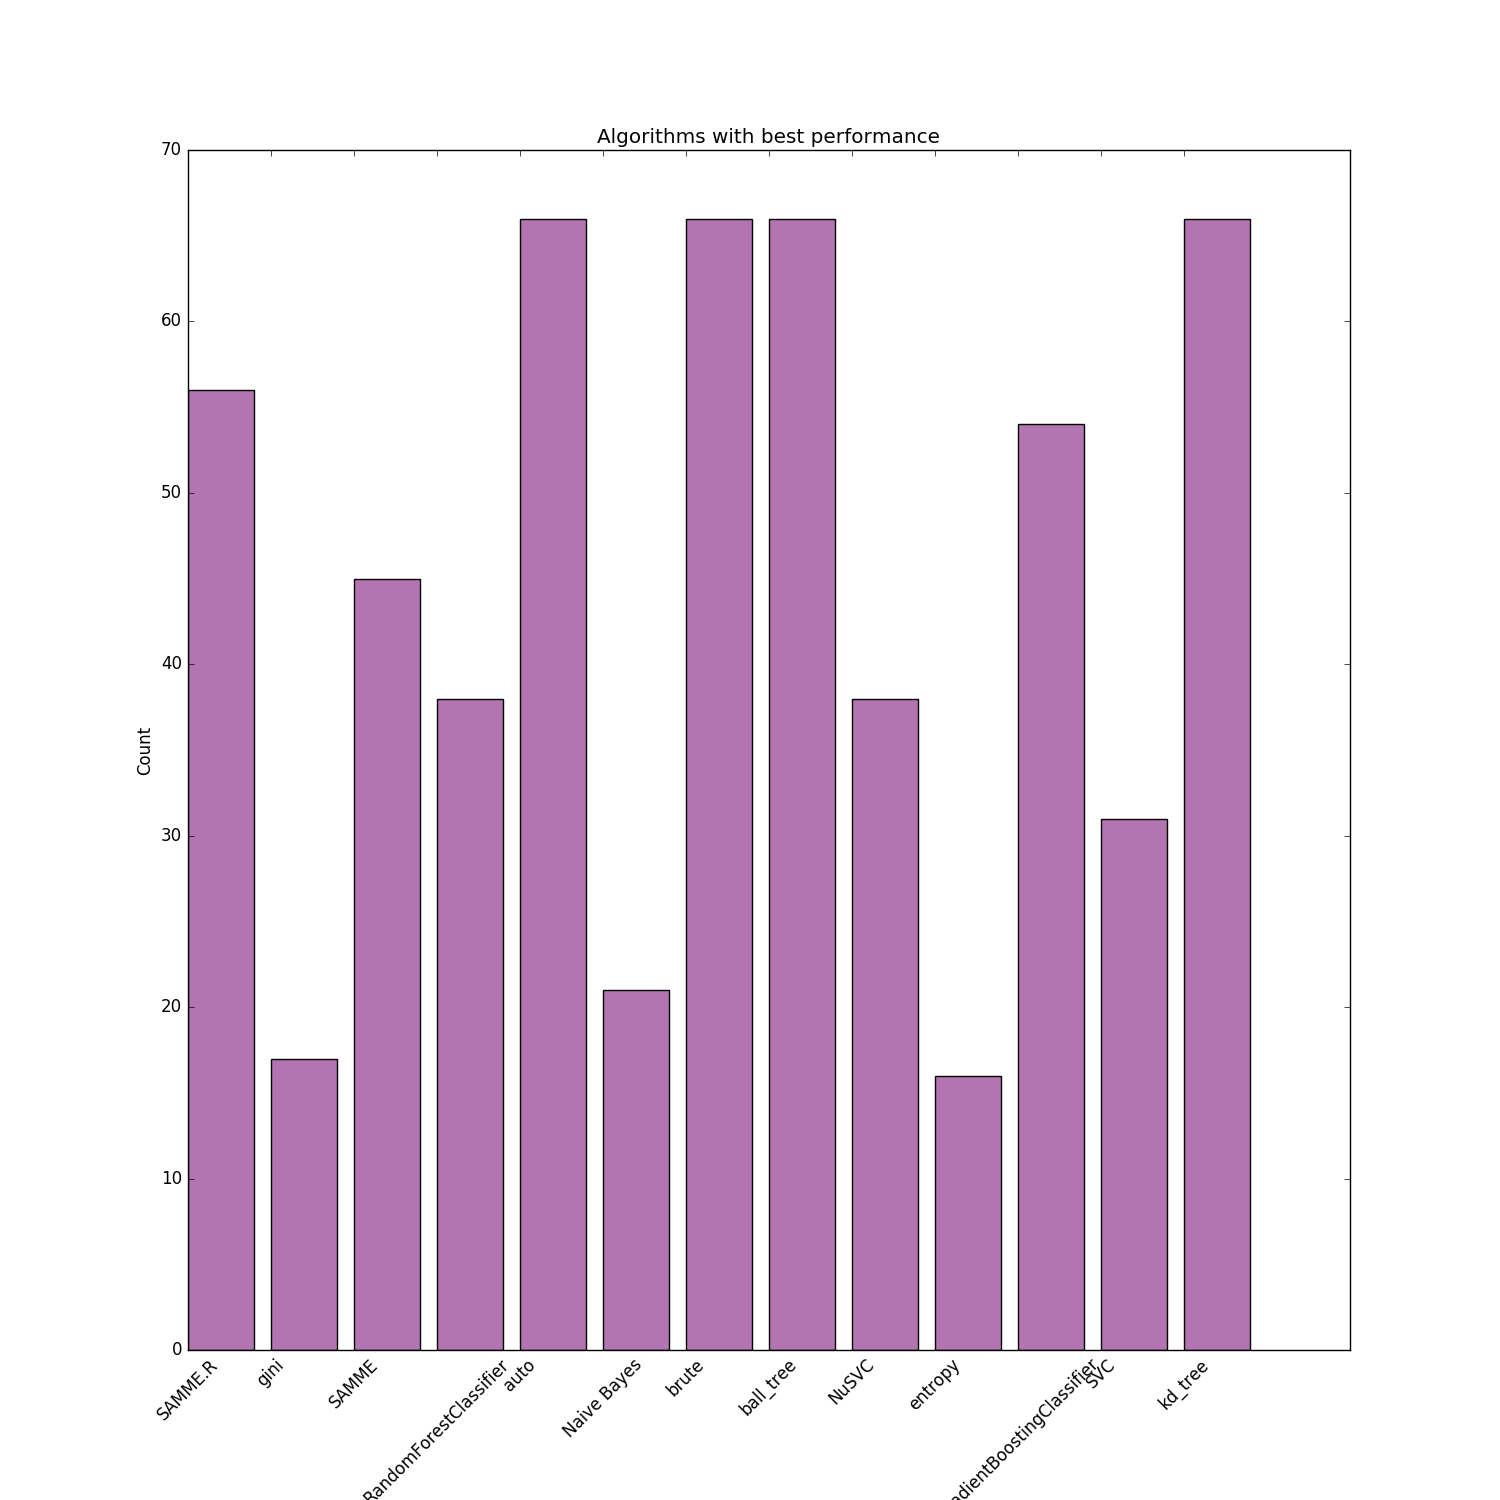 Algorithms with best performance
70
60
50
40
30
20
10
0
Count
SAMME.R
gini
SAMME
RandomForestClassifier
auto
Naive Bayes
brute
ball_tree
NuSVC
entropy
adientBoostingClassifier
SVC
kd_tree